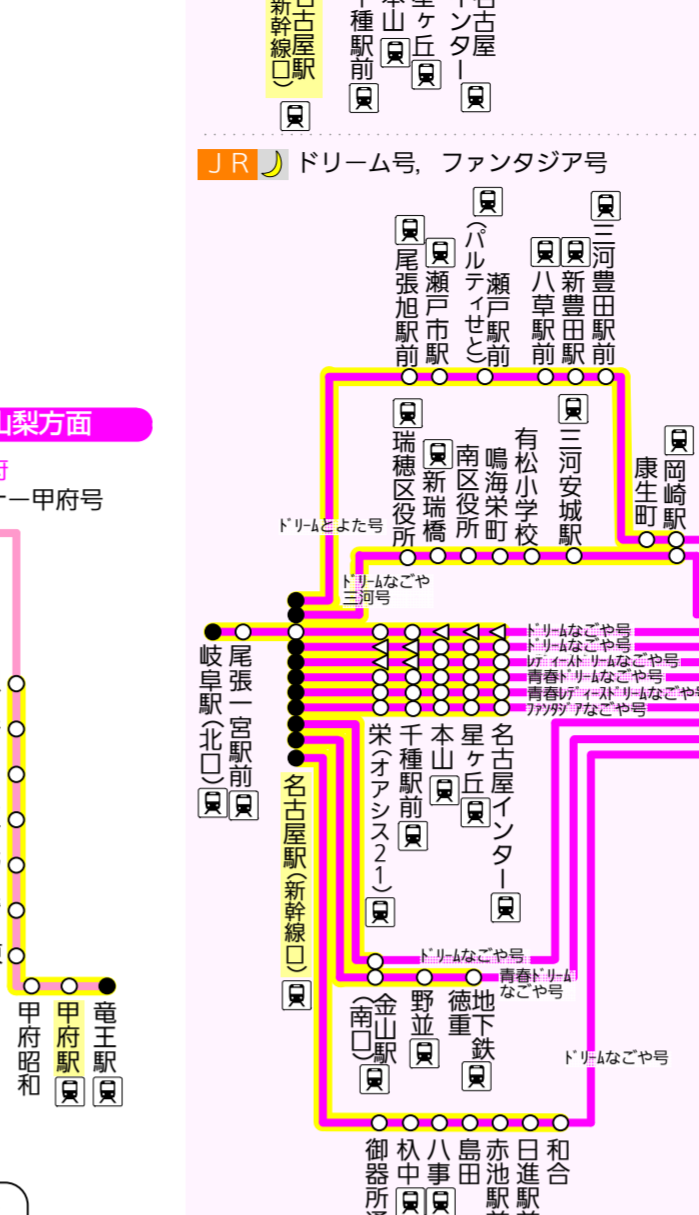 名古屋駅
新幹線口)
千種駅前
本山
星ヶ丘
名古屋
インター
JR ドリーム号，ファンタジア号
尾張旭駅前
瀬戸市駅
瀬戸駅前
(パルティせと)
八草駅前
新豊田駅
三河豊田駅前
瑞穂区役所
新瑞橋
南区役所
鳴海栄町
有松小学校
三河安城駅
康生町
岡崎駅
ドリームとよた号
ドリームなごや
三河号
ドリームなごや号
ドリームなごや号
レディースドリームなごや号
青春ドリームなごや号
青春レディースドリームなごや号
ファンタジアなごや号
岐阜駅(北口)
尾張一宮駅前
名古屋駅(新幹線口)
栄(オアシス21)
千種駅前
本山
星ヶ丘
名古屋インター
ドリームなごや号
青春ドリーム
なごや号
金山駅
(南口)
野並
地下鉄
徳重
ドリームなごや号
御器所通
杁中
八事
島田
赤池駅前
日進駅前
和合
山梨方面
府
ー甲府号
甲府昭和
甲府駅
竜王駅